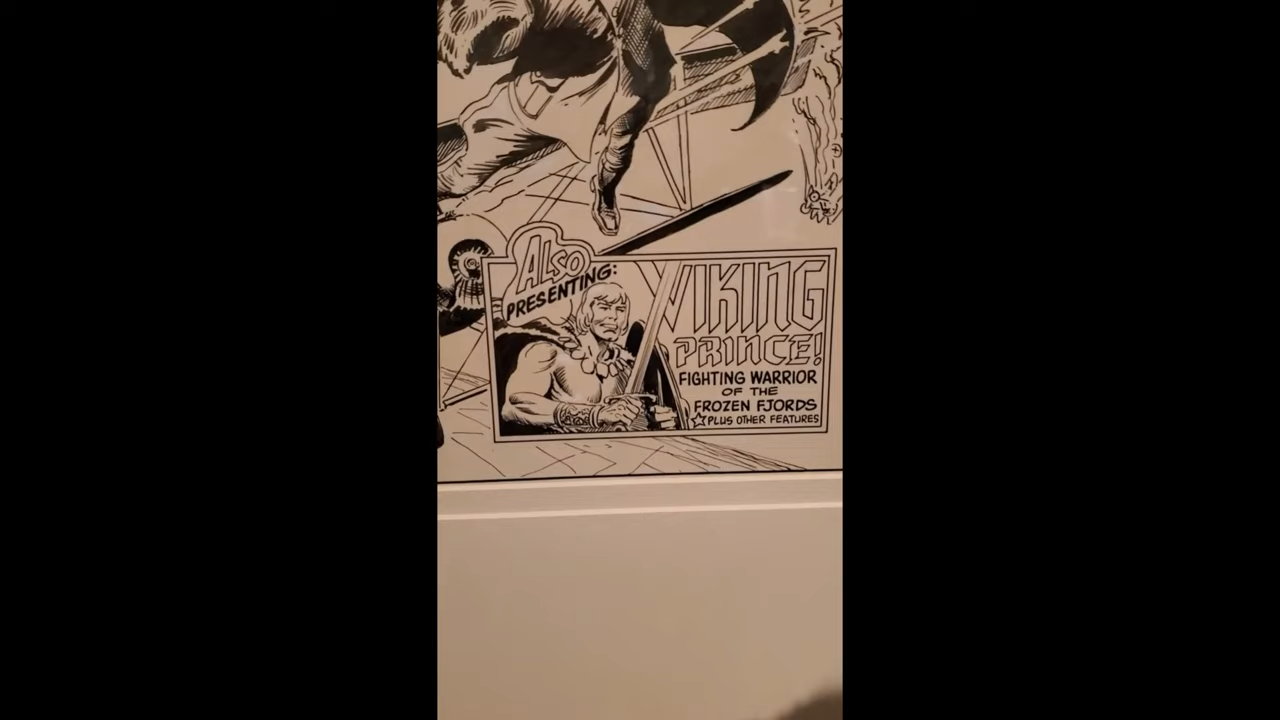 ALSO
PRESENTING:
VIKING
PRINCE!
FIGHTING WARRIOR
OF THE
FROZEN FJORDS
☆PLUS OTHER FEATURES